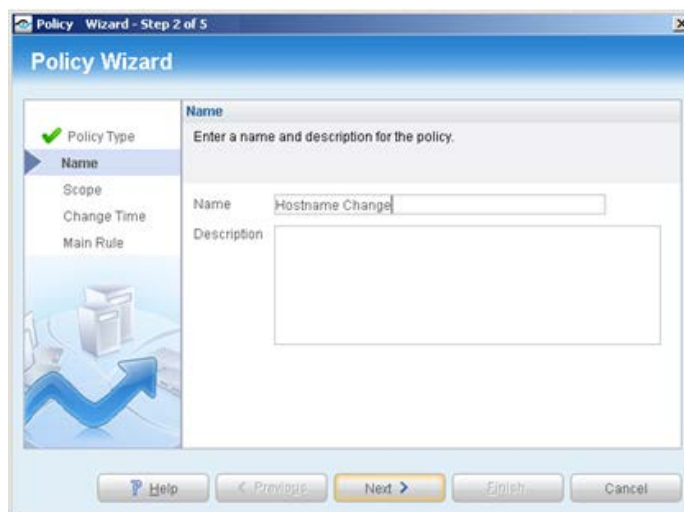 Policy Wizard - Step 2 of 5
Policy Wizard
Policy Type
Name
Scope
Change Time
Main Rule
Name
Enter a name and description for the policy.
Name Hostname Change
Description
Help
< Previous
Next >
Finish
Cancel